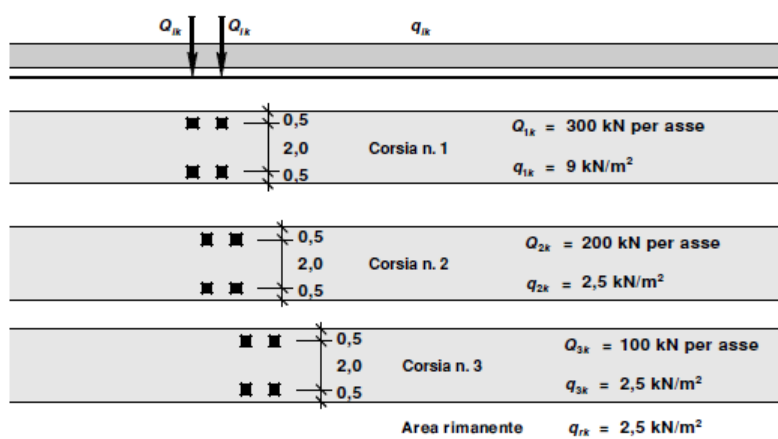 Qlk Qlk qlk
0,5
2,0 Corsia n. 1
0,5
Q1k = 300 kN per asse
q1k = 9 kN/m²
0,5
2,0 Corsia n. 2
0,5
Q2k = 200 kN per asse
q2k = 2,5 kN/m²
0,5
2,0 Corsia n. 3
0,5
Q3k = 100 kN per asse
q3k = 2,5 kN/m²
Area rimanente qrk = 2,5 kN/m²